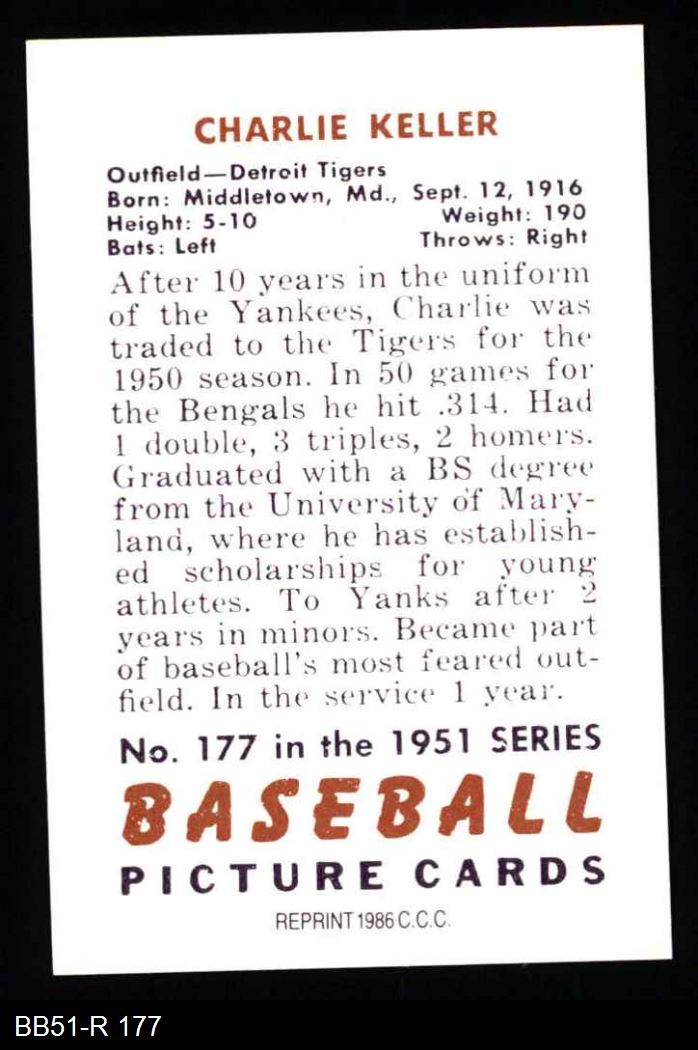 CHARLIE KELLER
Outfield—Detroit Tigers
Born: Middletown, Md., Sept. 12, 1916
Height: 5-10 Weight: 190
Bats: Left Throws: Right
After 10 years in the uniform
of the Yankees, Charlie was
traded to the Tigers for the
1950 season. In 50 games for
the Bengals he hit .314. Had
1 double, 3 triples, 2 homers.
Graduated with a BS degree
from the University of Mary-
land, where he has establish-
ed scholarships for young
athletes. To Yanks after 2
years in minors. Became part
of baseball's most feared out-
field. In the service 1 year.
No. 177 in the 1951 SERIES
BASEBALL
PICTURE CARDS
REPRINT 1986 C.C.C.
BB51-R 177